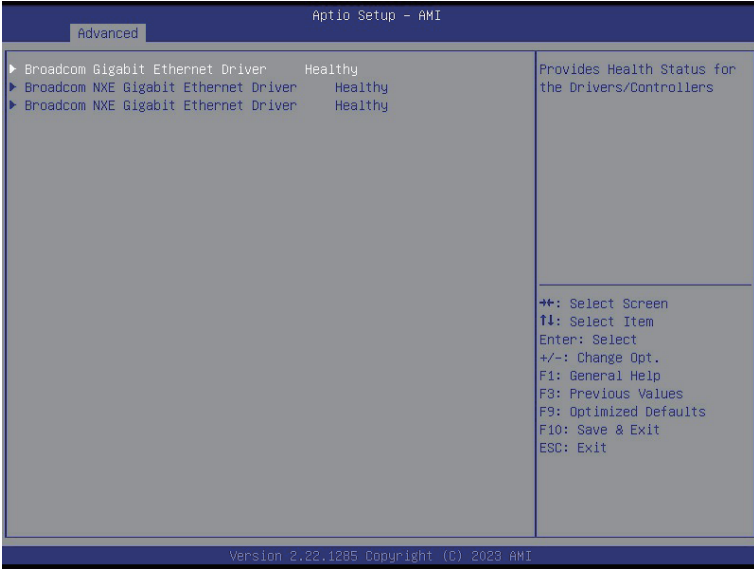 Aptio Setup – AMI
Advanced
▶ Broadcom Gigabit Ethernet Driver Healthy
▶ Broadcom NXE Gigabit Ethernet Driver Healthy
▶ Broadcom NXE Gigabit Ethernet Driver Healthy
Provides Health Status for
the Drivers/Controllers
→←: Select Screen
↑↓: Select Item
Enter: Select
+/-: Change Opt.
F1: General Help
F3: Previous Values
F9: Optimized Defaults
F10: Save & Exit
ESC: Exit
Version 2.22.1285 Copyright (C) 2023 AMI